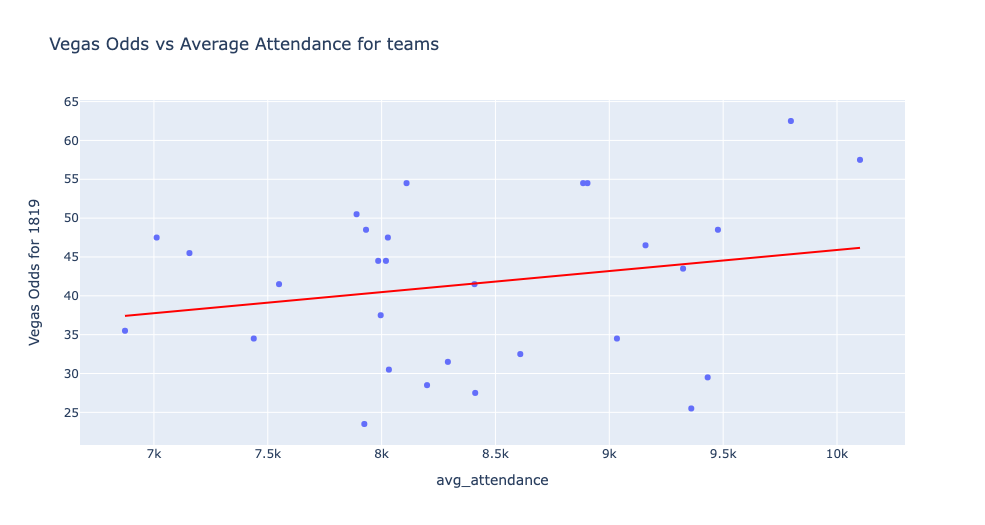 Vegas Odds vs Average Attendance for teams
65
60
55
50
45
40
35
30
25
Vegas Odds for 1819
7k 7.5k 8k 8.5k 9k 9.5k 10k
avg_attendance